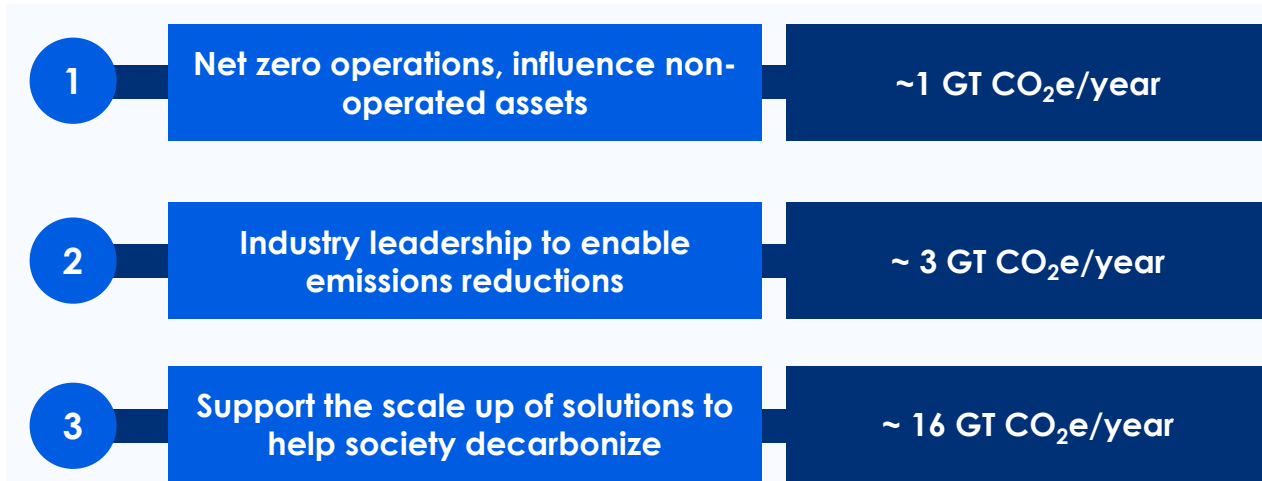 1
Net zero operations, influence non-
operated assets
~1 GT CO₂e/year
2
Industry leadership to enable
emissions reductions
~ 3 GT CO₂e/year
3
Support the scale up of solutions to
help society decarbonize
~ 16 GT CO₂e/year